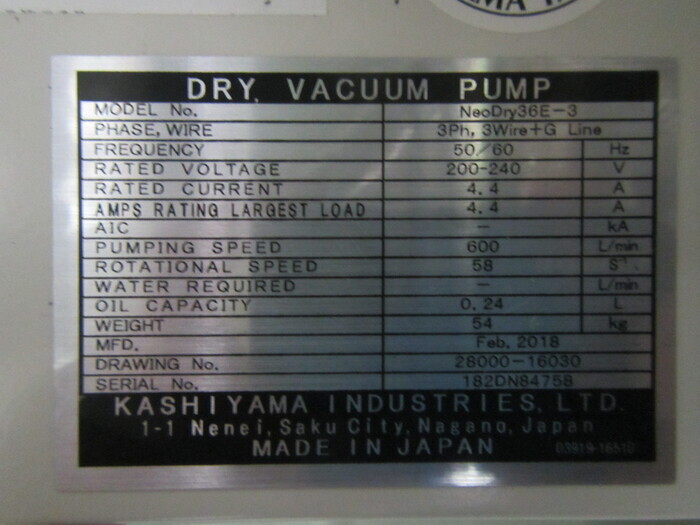 DRY. VACUUM PUMP
MODEL No. NeoDry36E-3
PHASE, WIRE 3Ph, 3Wire+G Line
FREQUENCY 50/60 Hz
RATED VOLTAGE 200-240 V
RATED CURRENT 4.4 A
AMPS RATING LARGEST LOAD 4.4 A
AIC — kA
PUMPING SPEED 600 L/min
ROTATIONAL SPEED 58 S⁻¹.
WATER REQUIRED — L/min
OIL CAPACITY 0.24 L
WEIGHT 54 kg
MFD. Feb. 2018
DRAWING No. 28000-16030
SERIAL No. 182DN84758
KASHIYAMA INDUSTRIES, LTD.
1-1 Nenei, Saku City, Nagano, Japan
MADE IN JAPAN 03919-16510